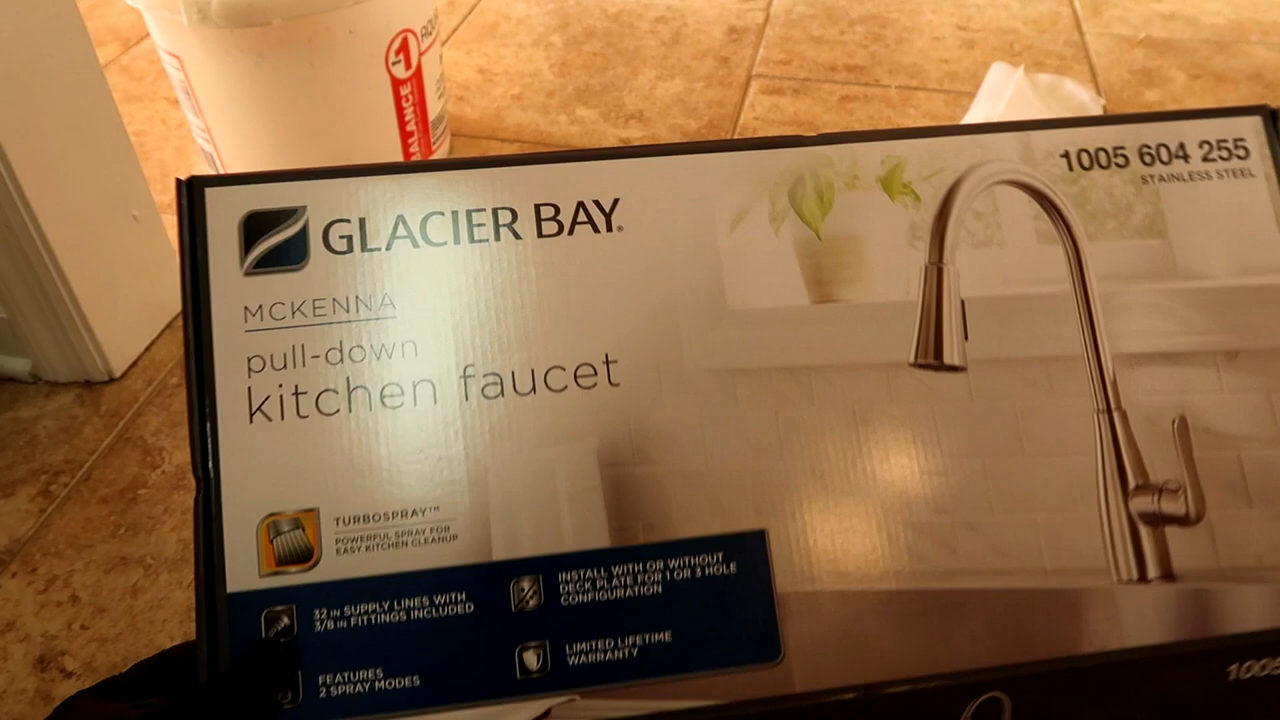 -1
BALANCE
1005 604 255
STAINLESS STEEL
GLACIER BAY®
MCKENNA
pull-down
kitchen faucet
TURBOSPRAY™
POWERFUL SPRAY FOR
EASY KITCHEN CLEANUP
32 IN SUPPLY LINES WITH
3/8 IN FITTINGS INCLUDED
INSTALL WITH OR WITHOUT
DECK PLATE FOR 1 OR 3 HOLE
CONFIGURATION
FEATURES
2 SPRAY MODES
LIMITED LIFETIME
WARRANTY